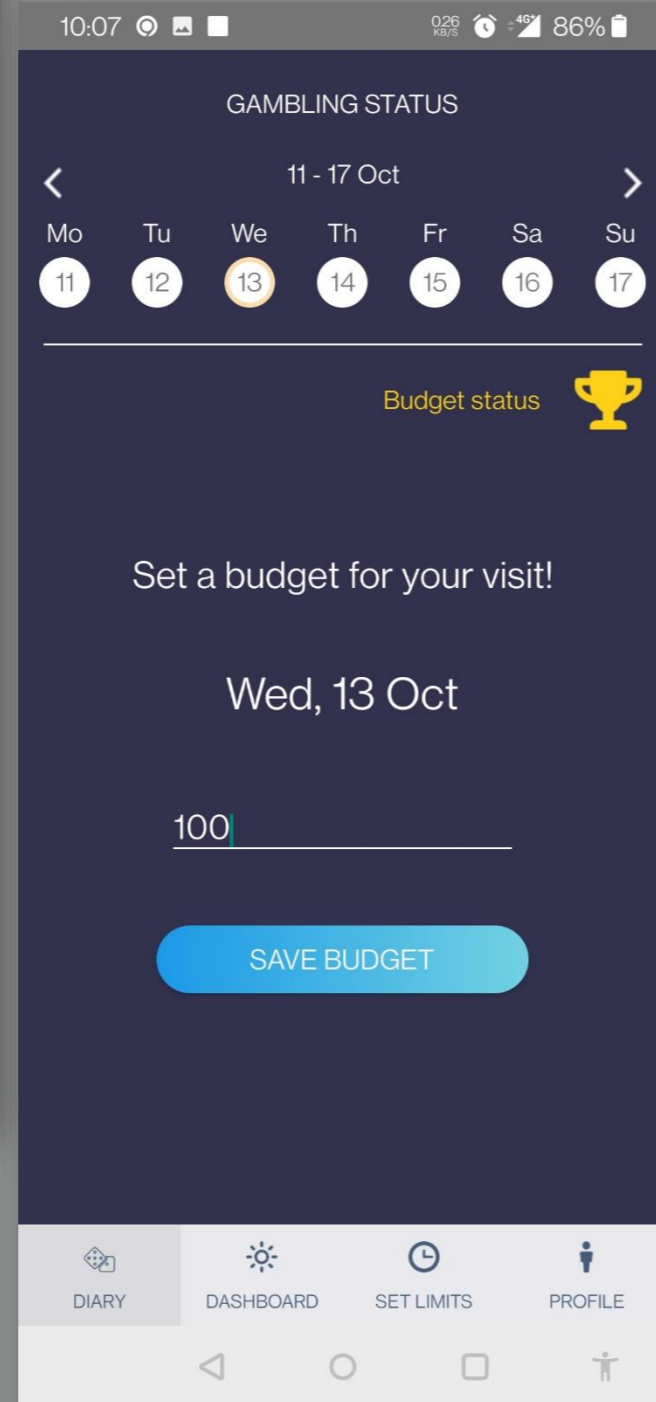 10:07 0.26 KB/S 4G+ 86%
GAMBLING STATUS
11 - 17 Oct
Mo Tu We Th Fr Sa Su
11 12 13 14 15 16 17
Budget status
Set a budget for your visit!
Wed, 13 Oct
100
SAVE BUDGET
DIARY DASHBOARD SET LIMITS PROFILE